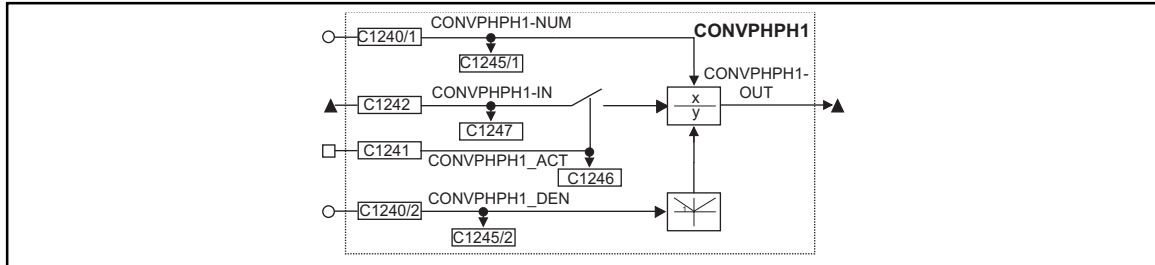 CONVPHPH1-NUM
CONVPHPH1
C1240/1
C1245/1
CONVPHPH1-
OUT
CONVPHPH1-IN
C1242
x
y
C1247
C1241
CONVPHPH1_ACT
C1246
CONVPHPH1_DEN
C1240/2
1
C1245/2